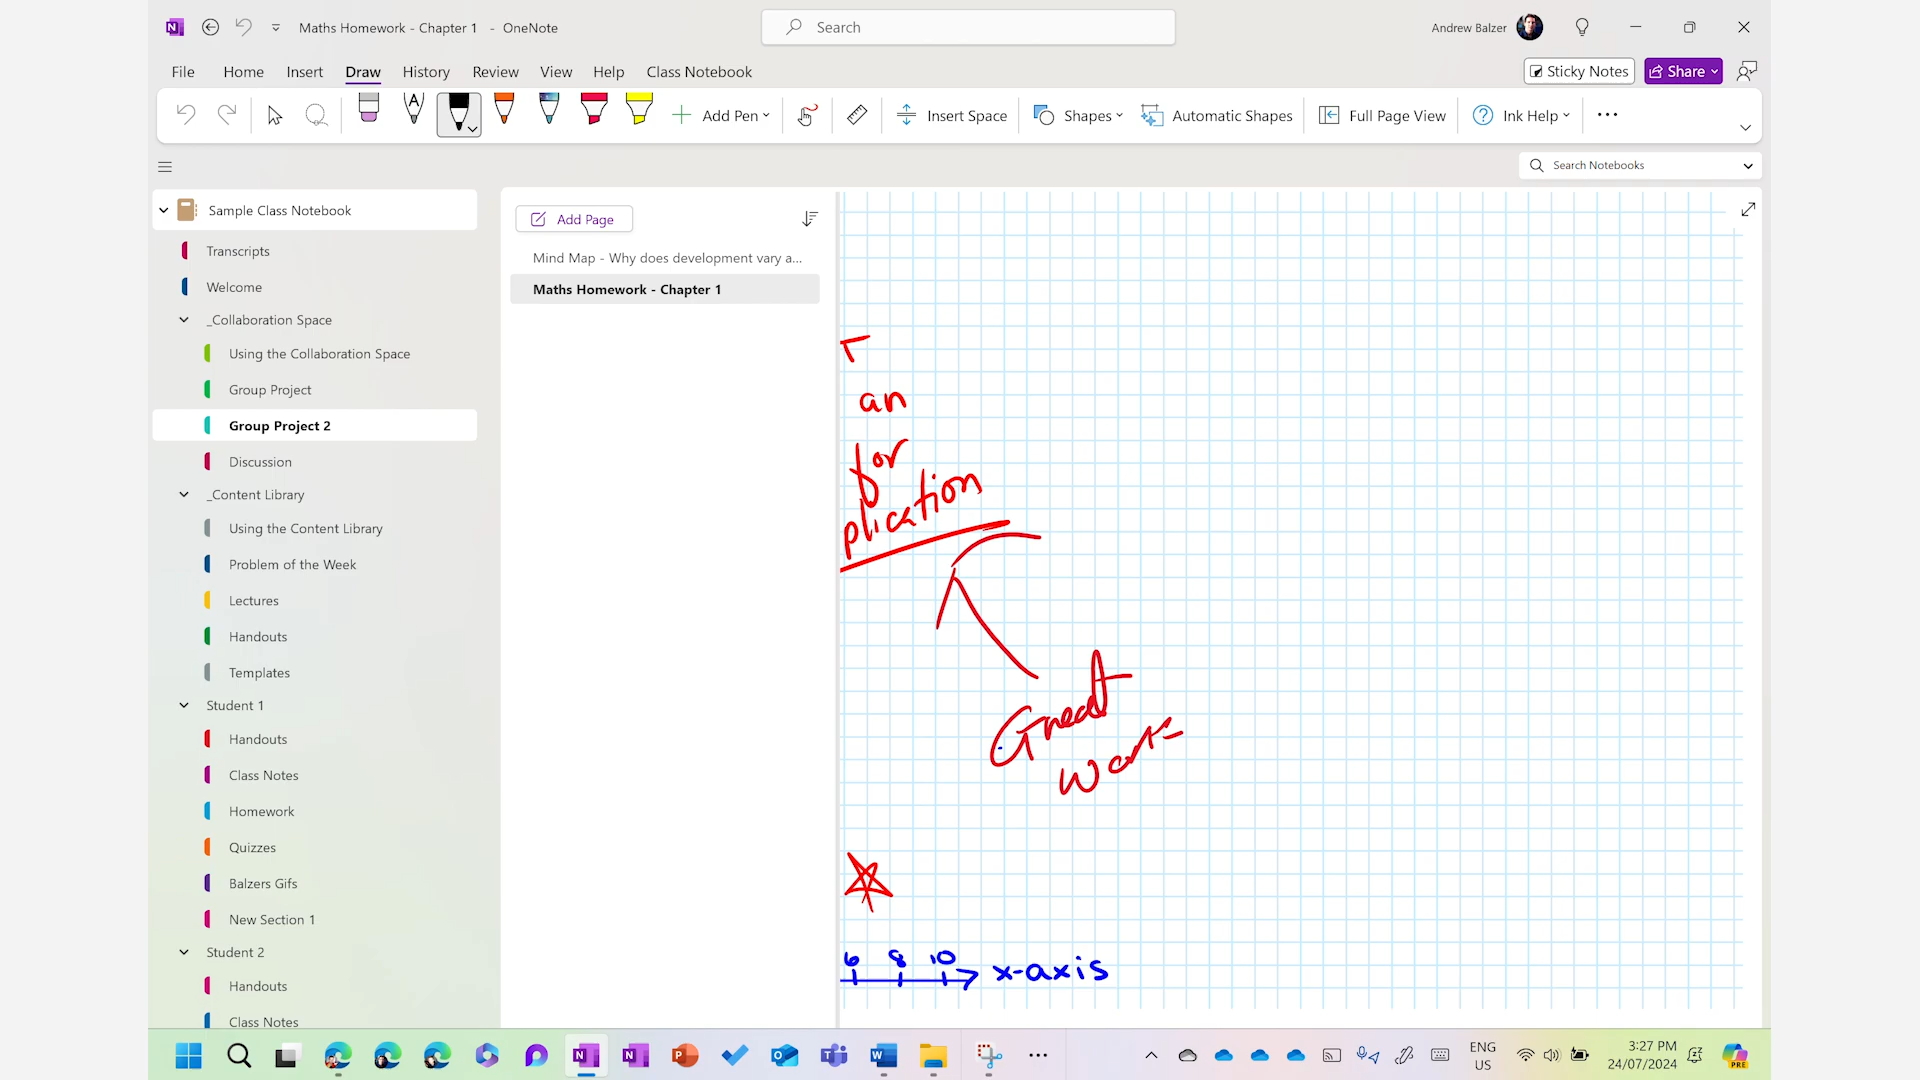 Maths Homework - Chapter 1 - OneNote
Search
Andrew Balzer
File Home Insert Draw History Review View Help Class Notebook
Sticky Notes
Share
Add Pen
Insert Space
Shapes
Automatic Shapes
Full Page View
Ink Help
Search Notebooks
Sample Class Notebook
Transcripts
Welcome
_Collaboration Space
Using the Collaboration Space
Group Project
Group Project 2
Discussion
_Content Library
Using the Content Library
Problem of the Week
Lectures
Handouts
Templates
Student 1
Handouts
Class Notes
Homework
Quizzes
Balzers Gifs
New Section 1
Student 2
Handouts
Class Notes
Add Page
Mind Map - Why does development vary a...
Maths Homework - Chapter 1
an
for
plication
Great
Work
6 8 10 x-axis
ENG
US
3:27 PM
24/07/2024
PRE